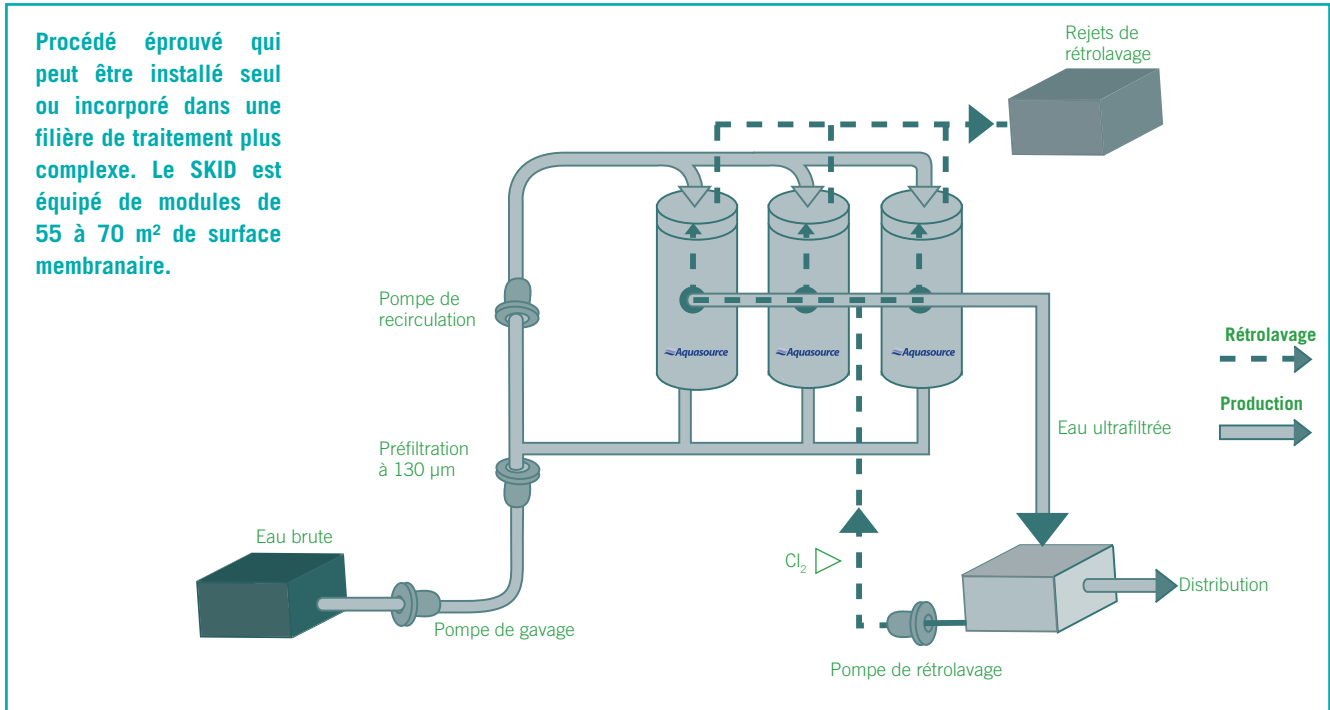 Procédé éprouvé qui
peut être installé seul
ou incorporé dans une
filière de traitement plus
complexe. Le SKID est
équipé de modules de
55 à 70 m² de surface
membranaire.
Rejets de
rétrolavage
Pompe de
recirculation
Aquasource
Aquasource
Aquasource
Rétrolavage
Production
Préfiltration
à 130 µm
Eau ultrafiltrée
Eau brute
Cl₂
Distribution
Pompe de gavage
Pompe de rétrolavage